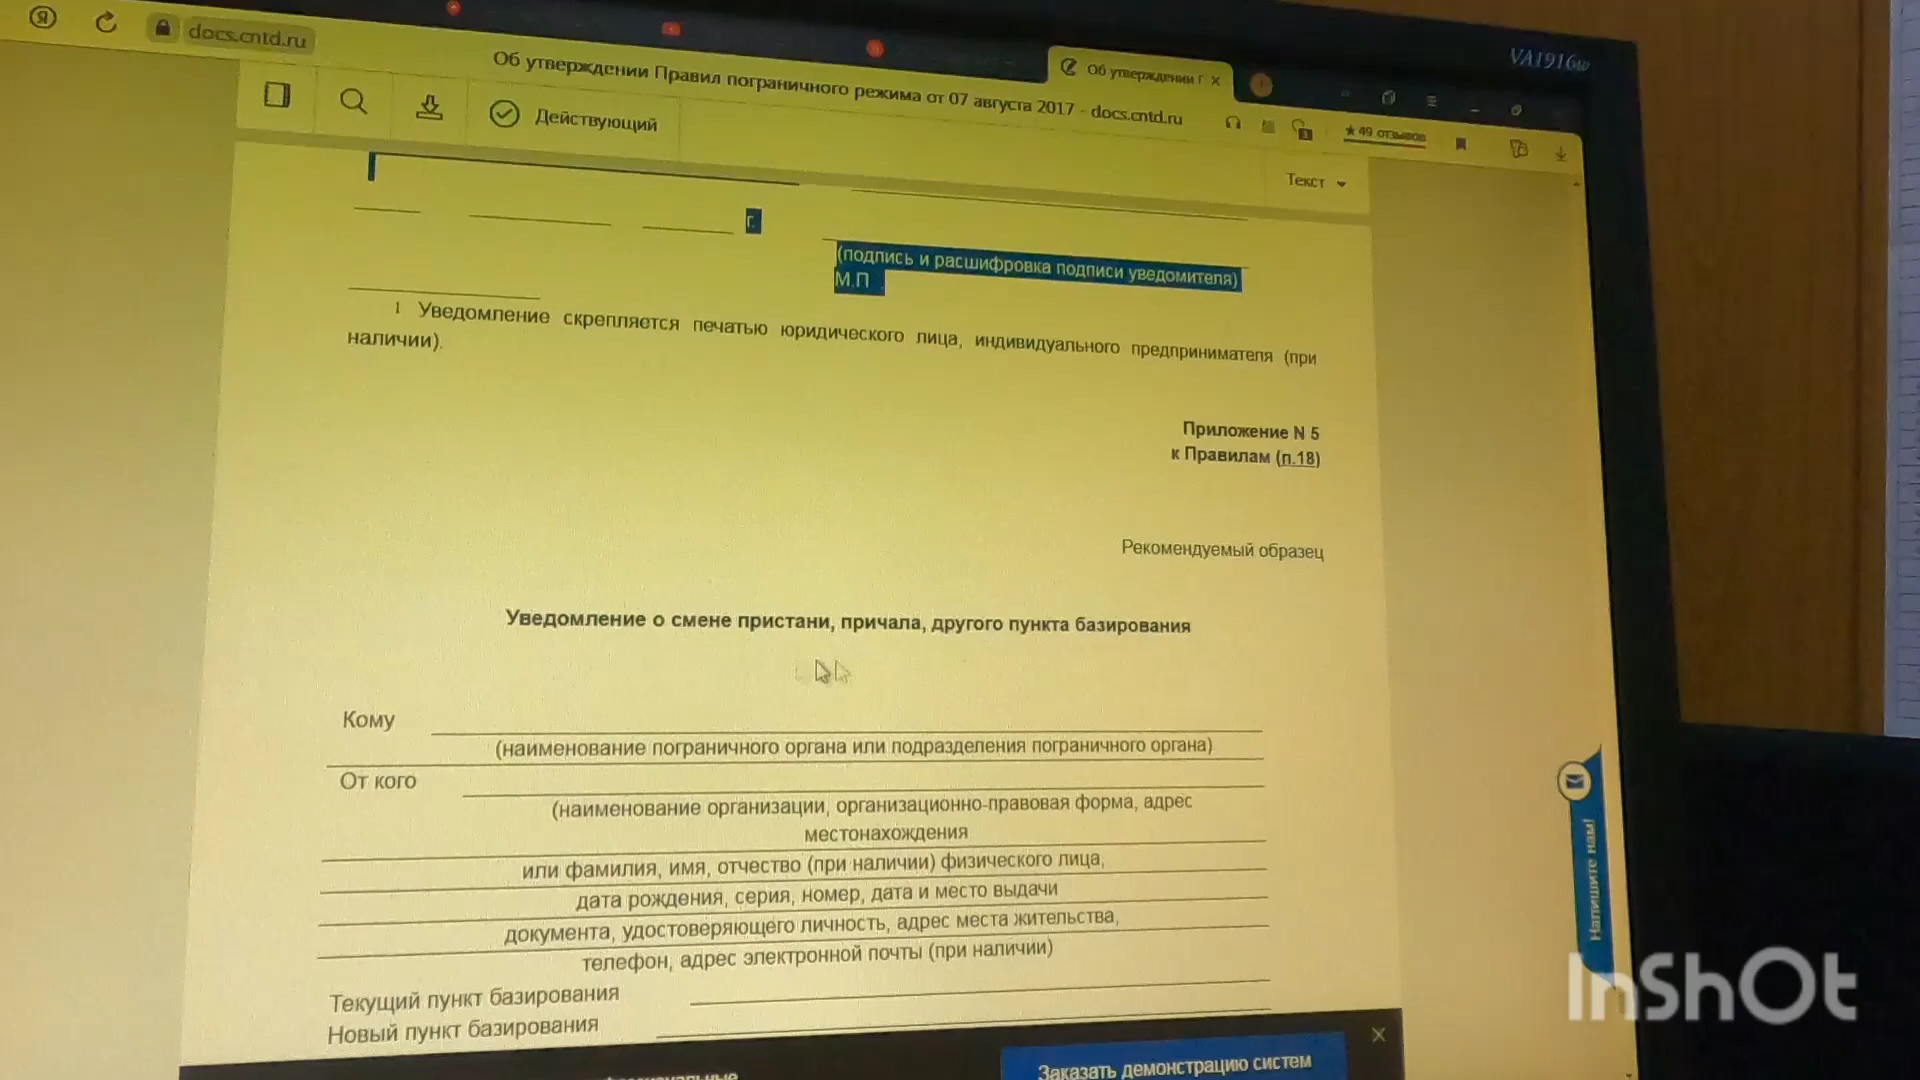 VA1916w
Я
docs.cntd.ru
Об утверждении Правил пограничного режима от 07 августа 2017 - docs.cntd.ru
Об утверждении П
★ 49 отзывов
Действующий
Текст
г.
(подпись и расшифровка подписи уведомителя)
М.П
1 Уведомление скрепляется печатью юридического лица, индивидуального предпринимателя (при
наличии).
Приложение N 5
к Правилам (п.18)
Рекомендуемый образец
Уведомление о смене пристани, причала, другого пункта базирования
Кому
(наименование пограничного органа или подразделения пограничного органа)
От кого
(наименование организации, организационно-правовая форма, адрес
местонахождения
или фамилия, имя, отчество (при наличии) физического лица,
дата рождения, серия, номер, дата и место выдачи
документа, удостоверяющего личность, адрес места жительства,
телефон, адрес электронной почты (при наличии)
Текущий пункт базирования
Новый пункт базирования
Напишите нам!
Заказать демонстрацию систем
InShOt